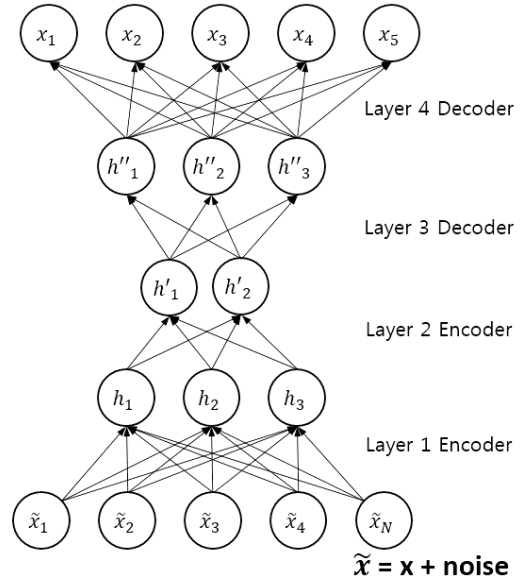 x₁ x₂ x₃ x₄ x₅
Layer 4 Decoder
h″₁ h″₂ h″₃
Layer 3 Decoder
h′₁ h′₂
Layer 2 Encoder
h₁ h₂ h₃
Layer 1 Encoder
x̃₁ x̃₂ x̃₃ x̃₄ x̃_N
x̃ = x + noise